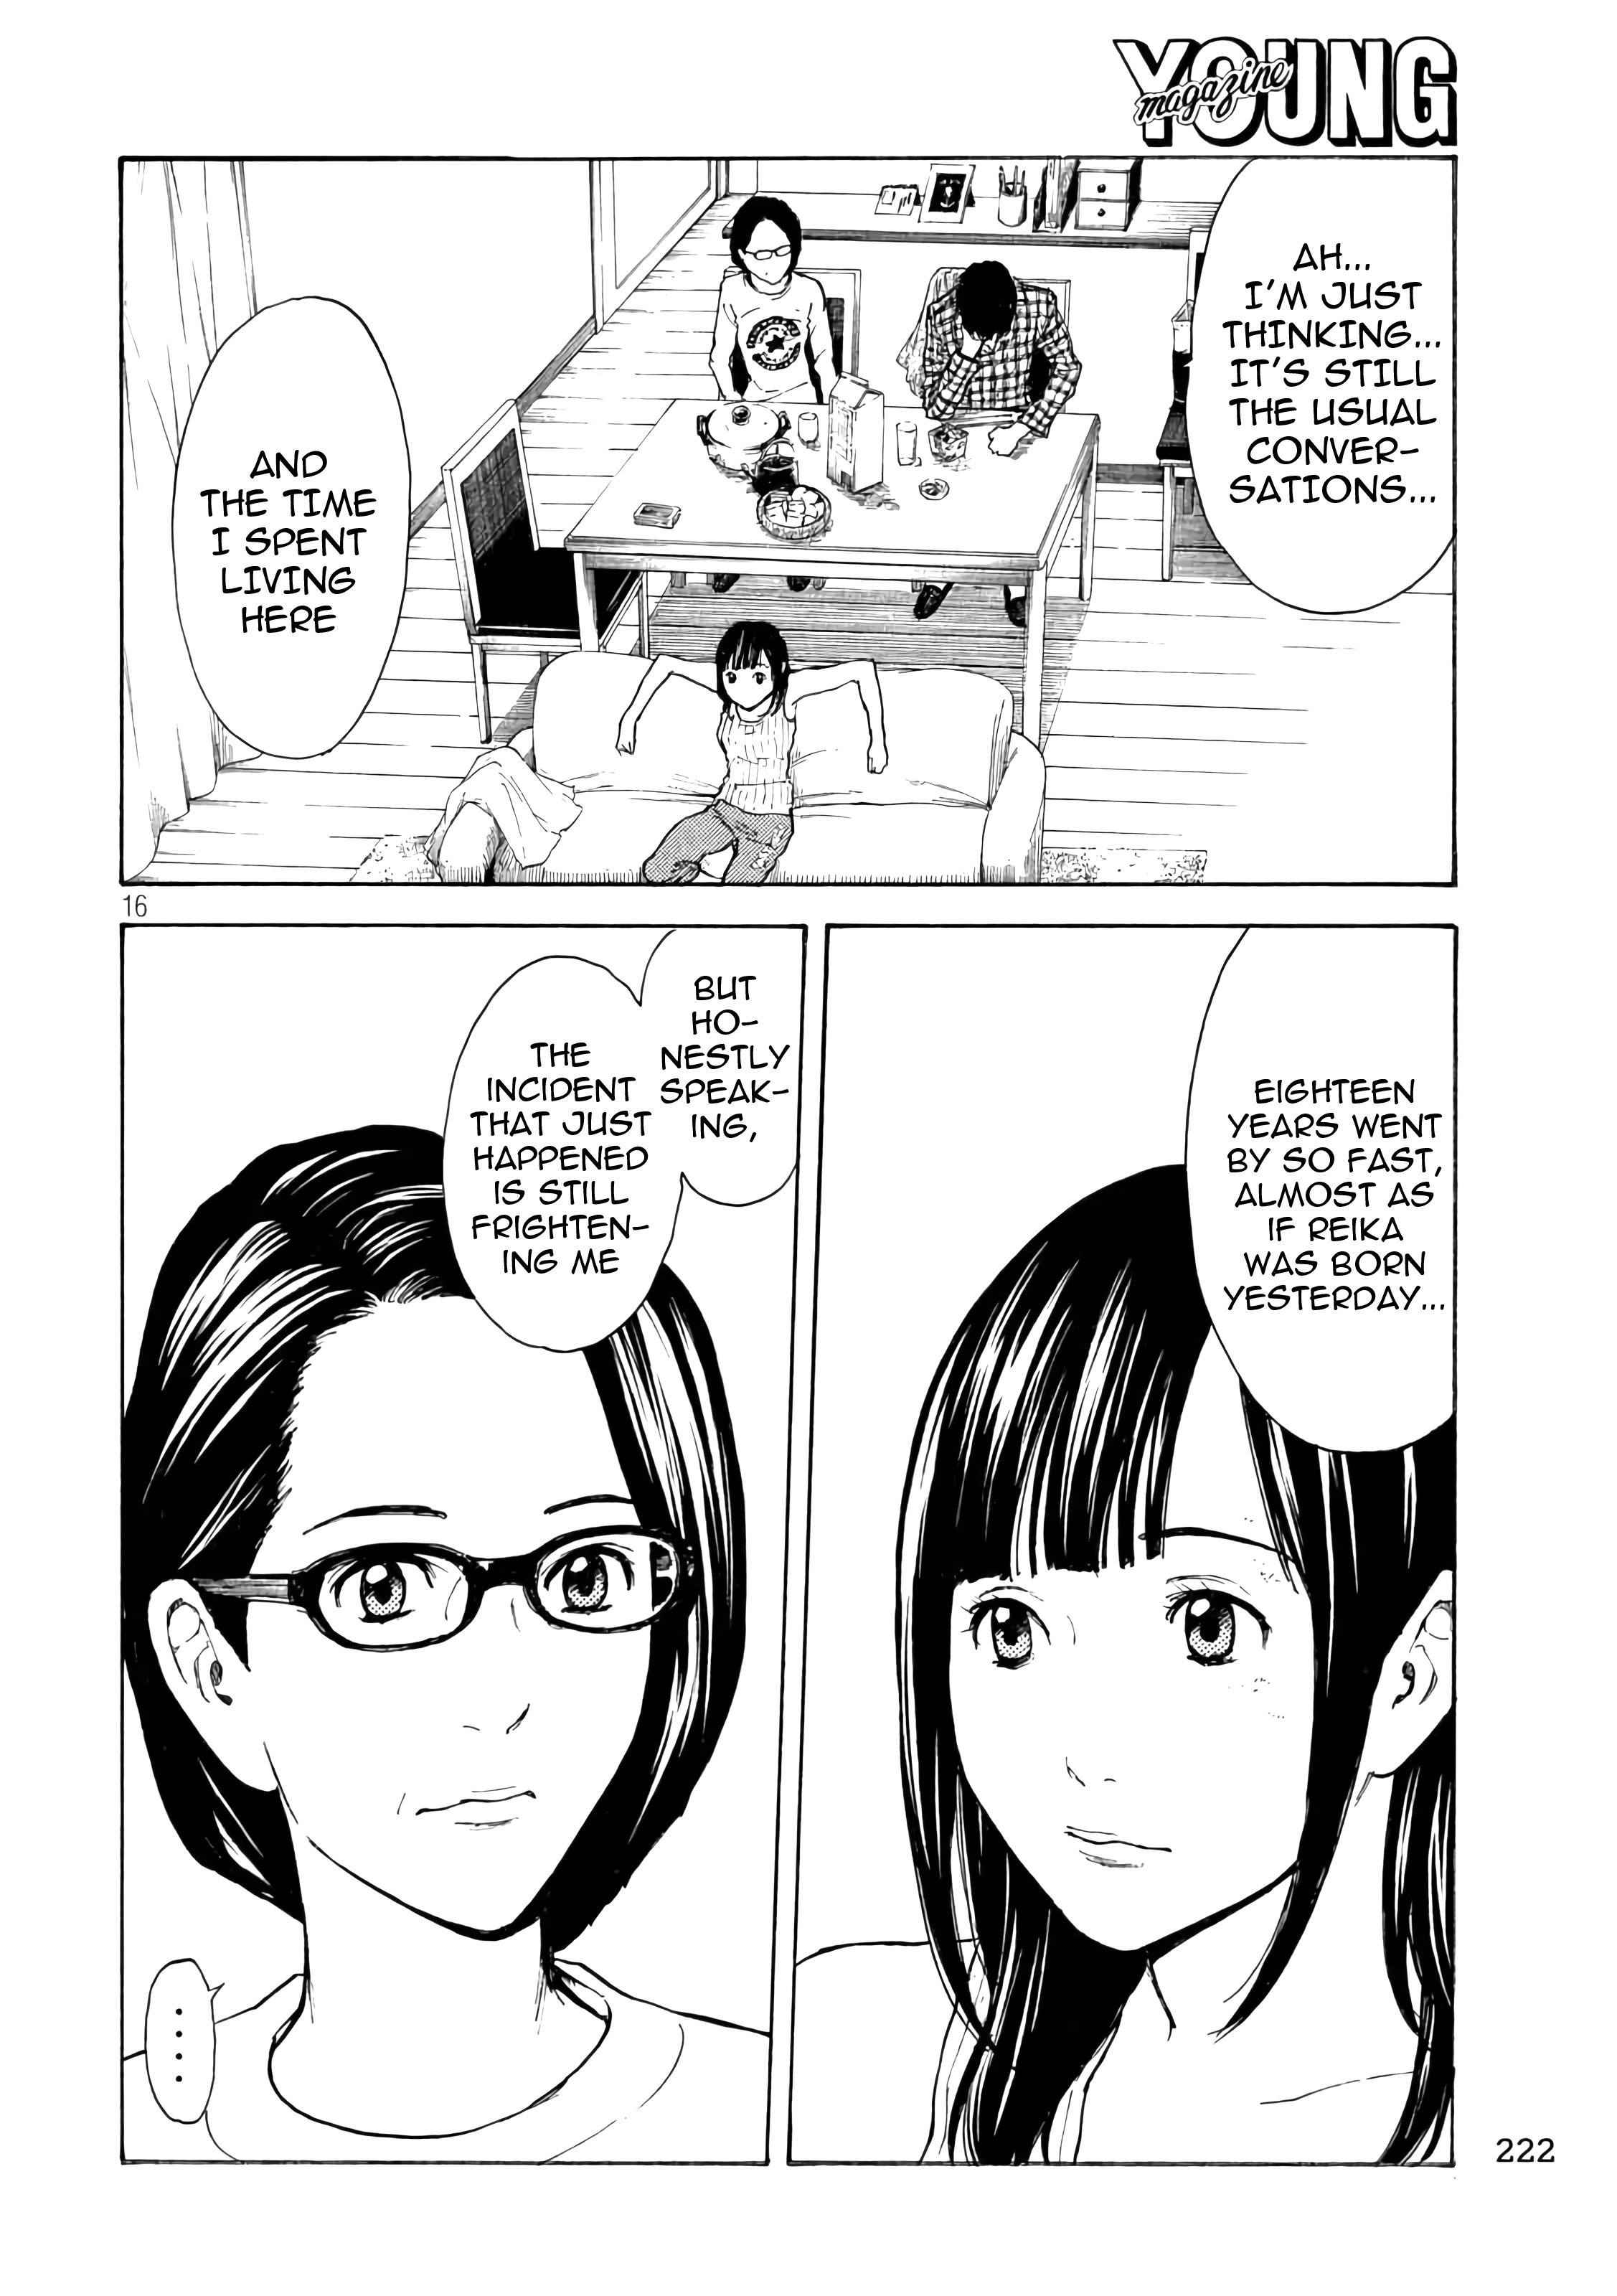 YOUNG
magazine
AH...
I'M JUST
THINKING...
IT'S STILL
THE USUAL
CONVER-
SATIONS...
AND
THE TIME
I SPENT
LIVING
HERE
16
EIGHTEEN
YEARS WENT
BY SO FAST,
ALMOST AS
IF REIKA
WAS BORN
YESTERDAY...
BUT
HO-
NESTLY
SPEAK-
ING,
THE
INCIDENT
THAT JUST
HAPPENED
IS STILL
FRIGHTEN-
ING ME
....
222